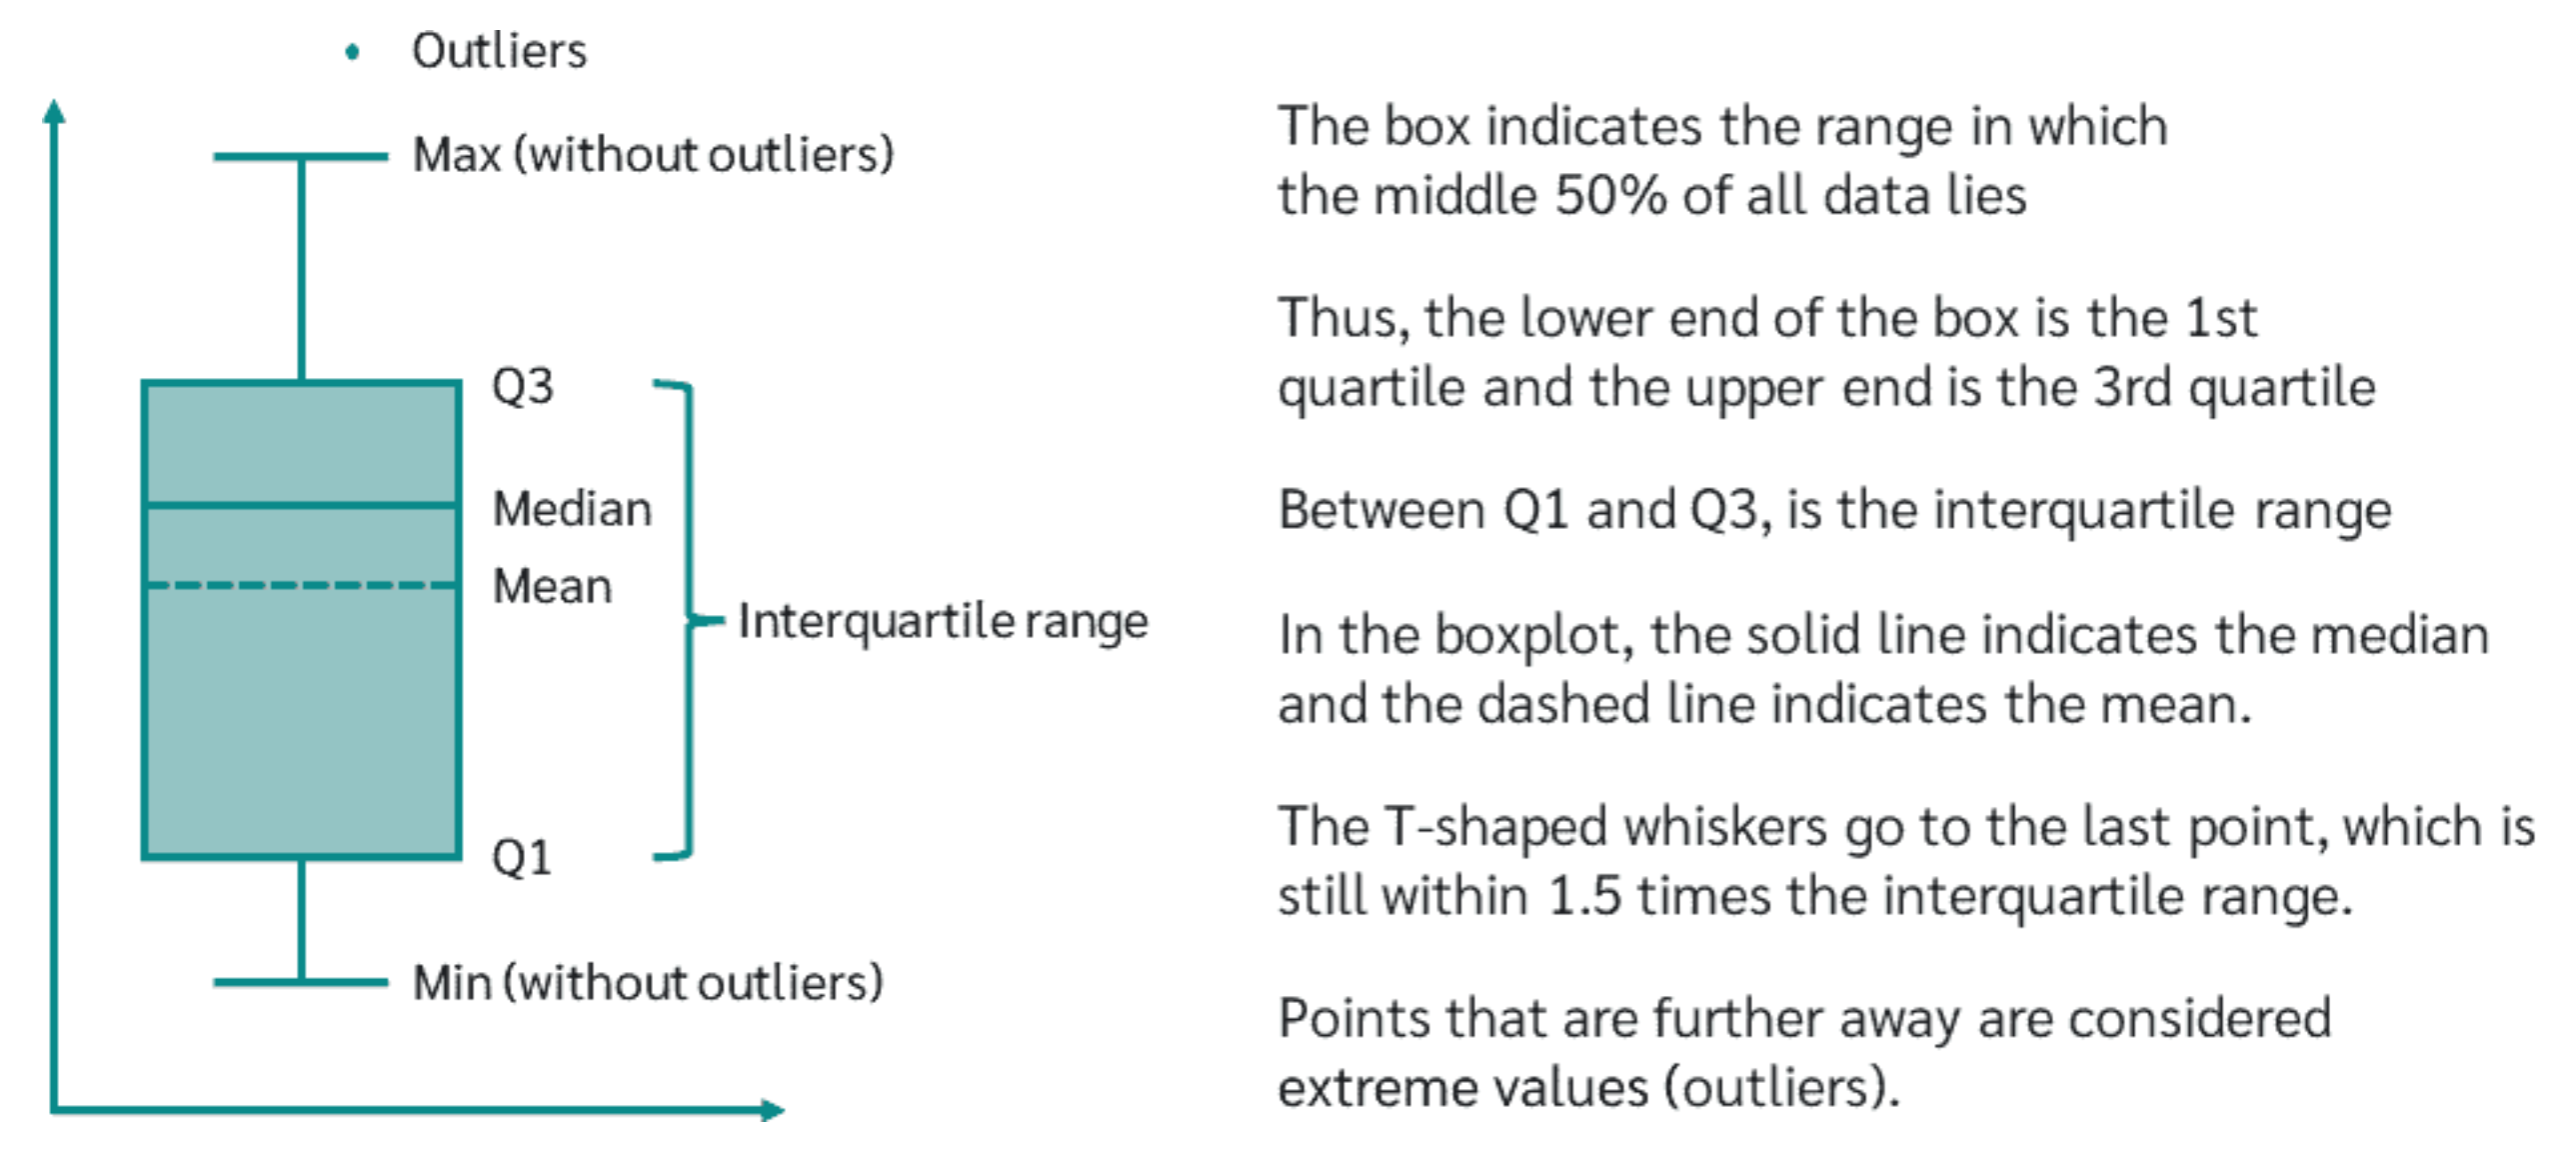 Outliers
Max (without outliers)
Q3
Median
Mean
Interquartile range
Q1
Min (without outliers)
The box indicates the range in which
the middle 50% of all data lies
Thus, the lower end of the box is the 1st
quartile and the upper end is the 3rd quartile
Between Q1 and Q3, is the interquartile range
In the boxplot, the solid line indicates the median
and the dashed line indicates the mean.
The T-shaped whiskers go to the last point, which is
still within 1.5 times the interquartile range.
Points that are further away are considered
extreme values (outliers).